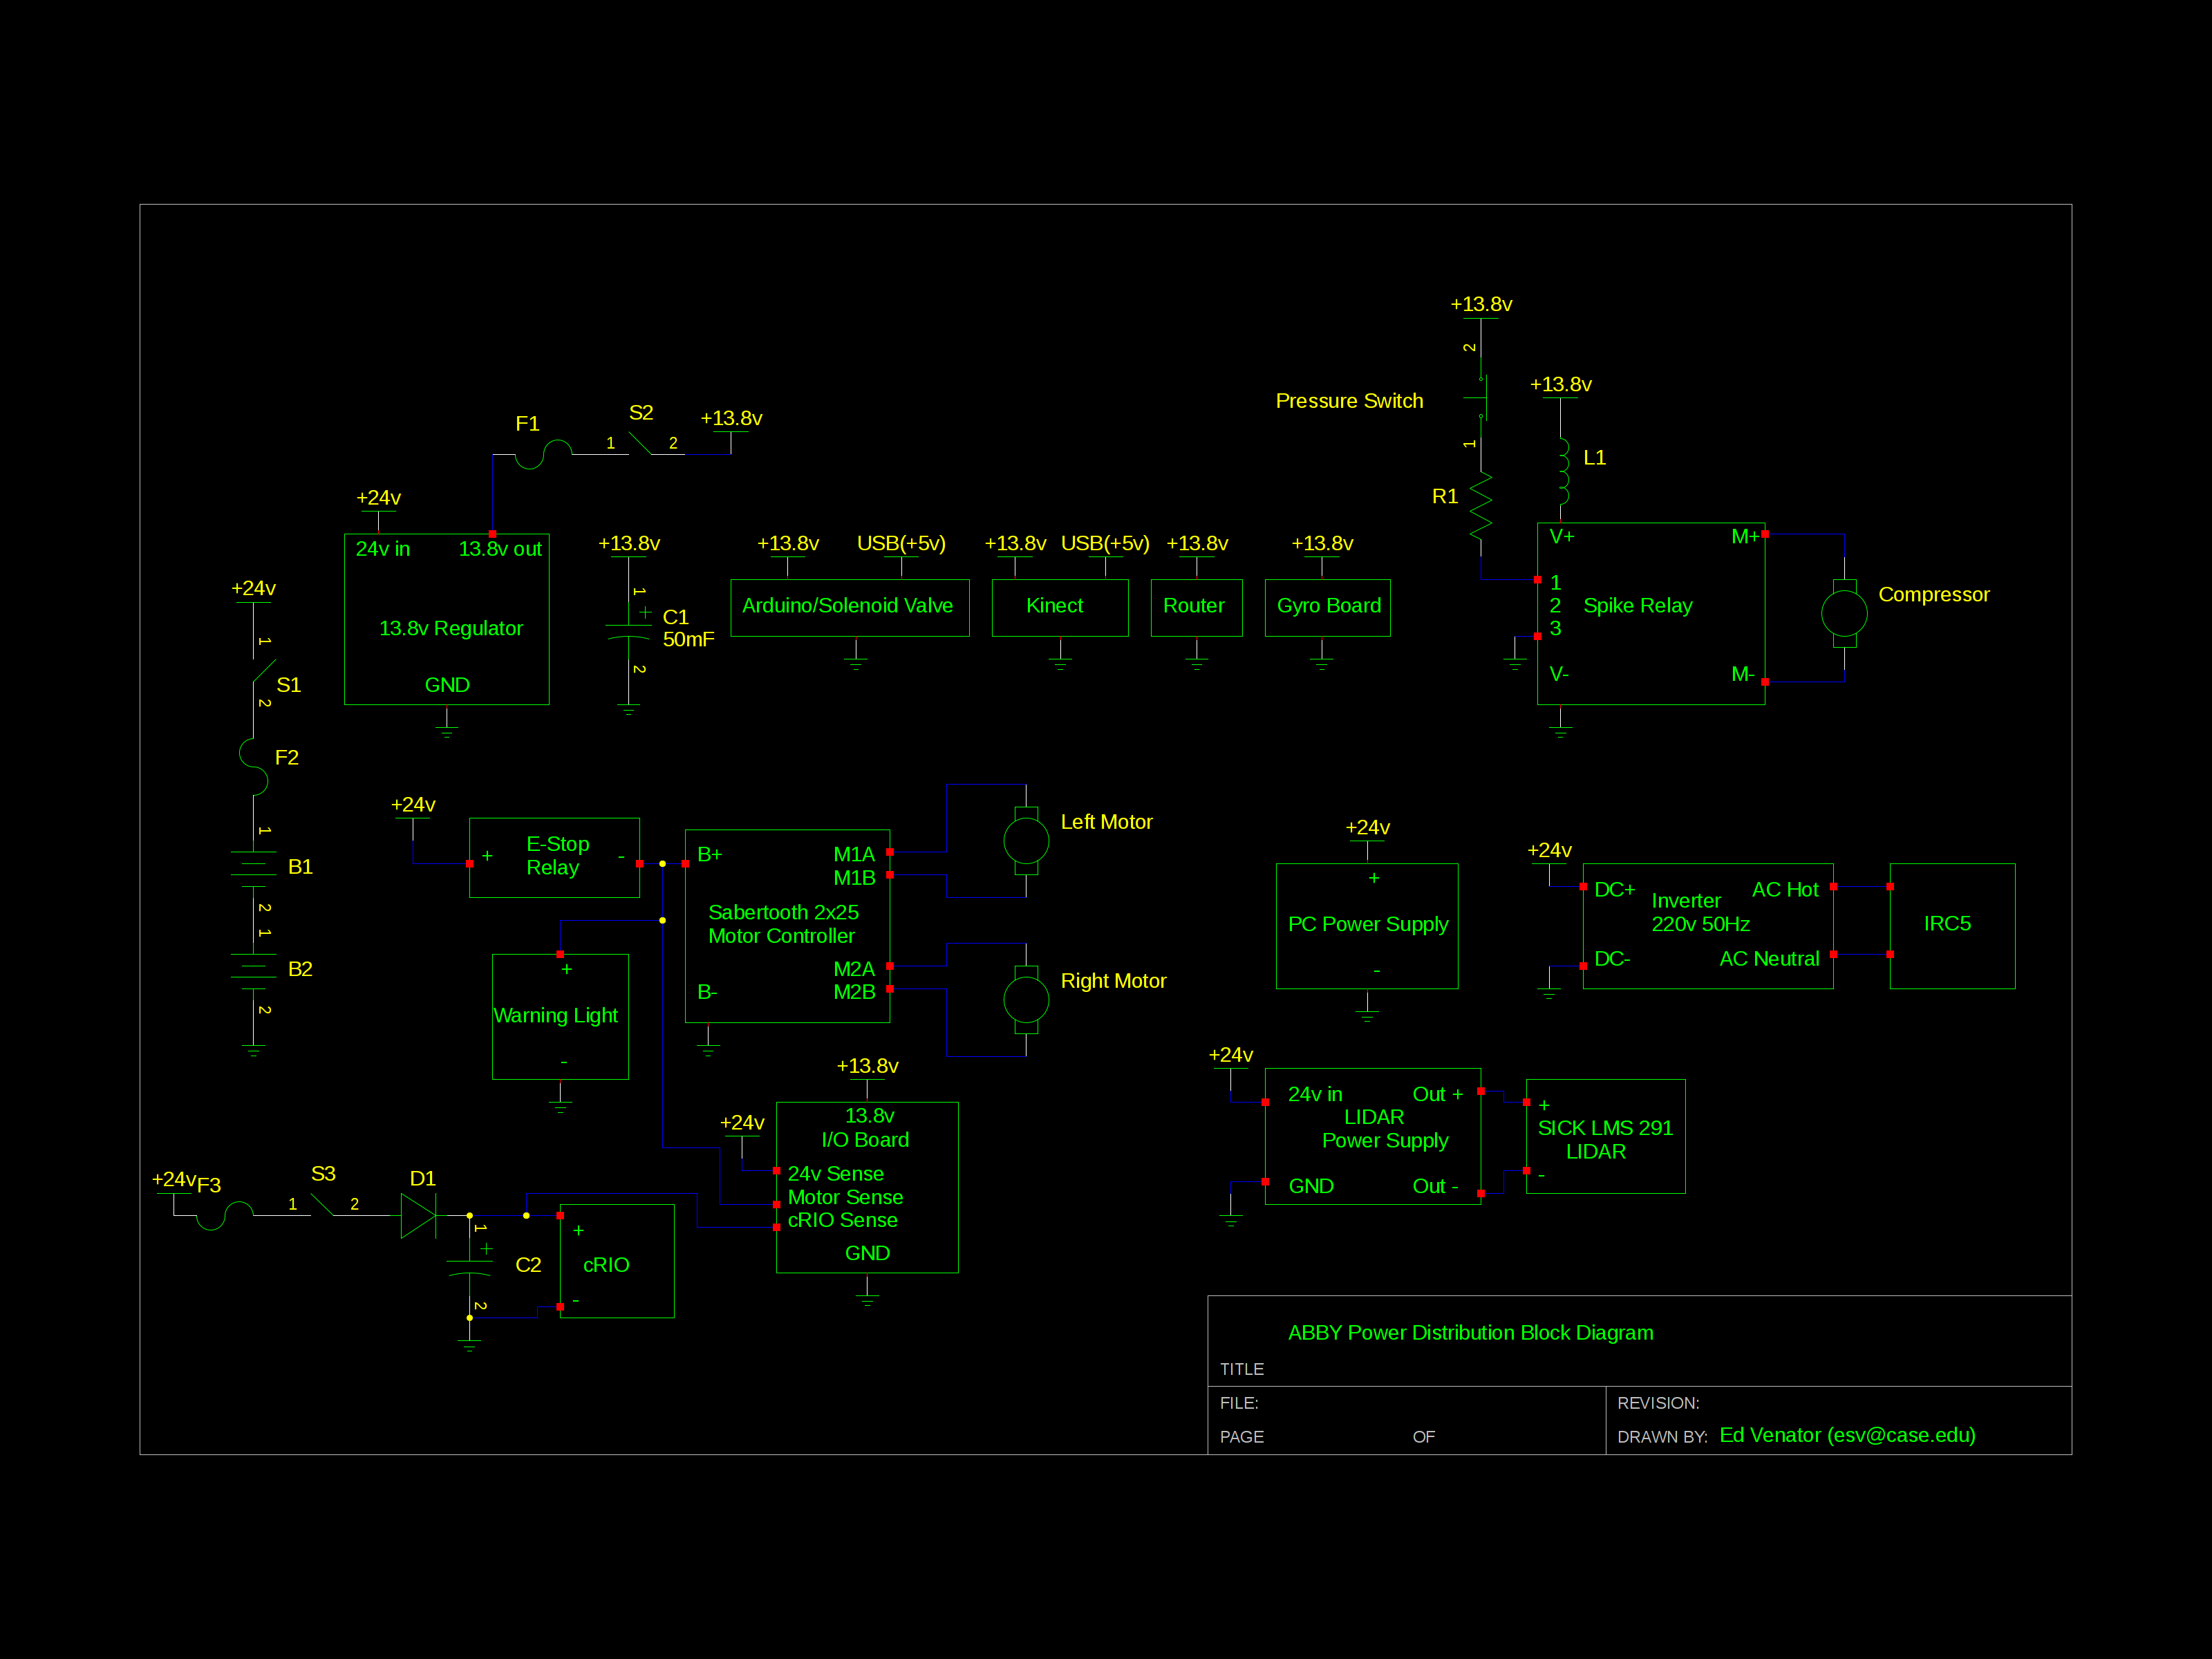 +13.8v
2
Pressure Switch
1
R1
+13.8v
L1
F1
1
S2
2
+13.8v
+24v
24v in
13.8v out
13.8v Regulator
GND
+13.8v
1
+
C1
50mF
2
+13.8v
USB(+5v)
Arduino/Solenoid Valve
+13.8v
USB(+5v)
Kinect
+13.8v
Router
+13.8v
Gyro Board
V+
M+
1
2
3
Spike Relay
V-
M-
Compressor
+24v
1
S1
2
F2
1
B1
2
1
B2
2
+24v
+
E-Stop
Relay
-
B+
M1A
M1B
Sabertooth 2x25
Motor Controller
M2A
M2B
B-
Left Motor
Right Motor
+
Warning Light
-
+24v
+
PC Power Supply
-
+24v
DC+
AC Hot
Inverter
220v 50Hz
DC-
AC Neutral
IRC5
+13.8v
+24v
13.8v
I/O Board
24v Sense
Motor Sense
cRIO Sense
GND
+24v
24v in
Out +
LIDAR
Power Supply
GND
Out -
+
SICK LMS 291
LIDAR
-
+24v
F3
1
S3
2
D1
1
+
C2
2
+
cRIO
-
ABBY Power Distribution Block Diagram
TITLE
FILE:
REVISION:
PAGE
OF
DRAWN BY: Ed Venator (esv@case.edu)